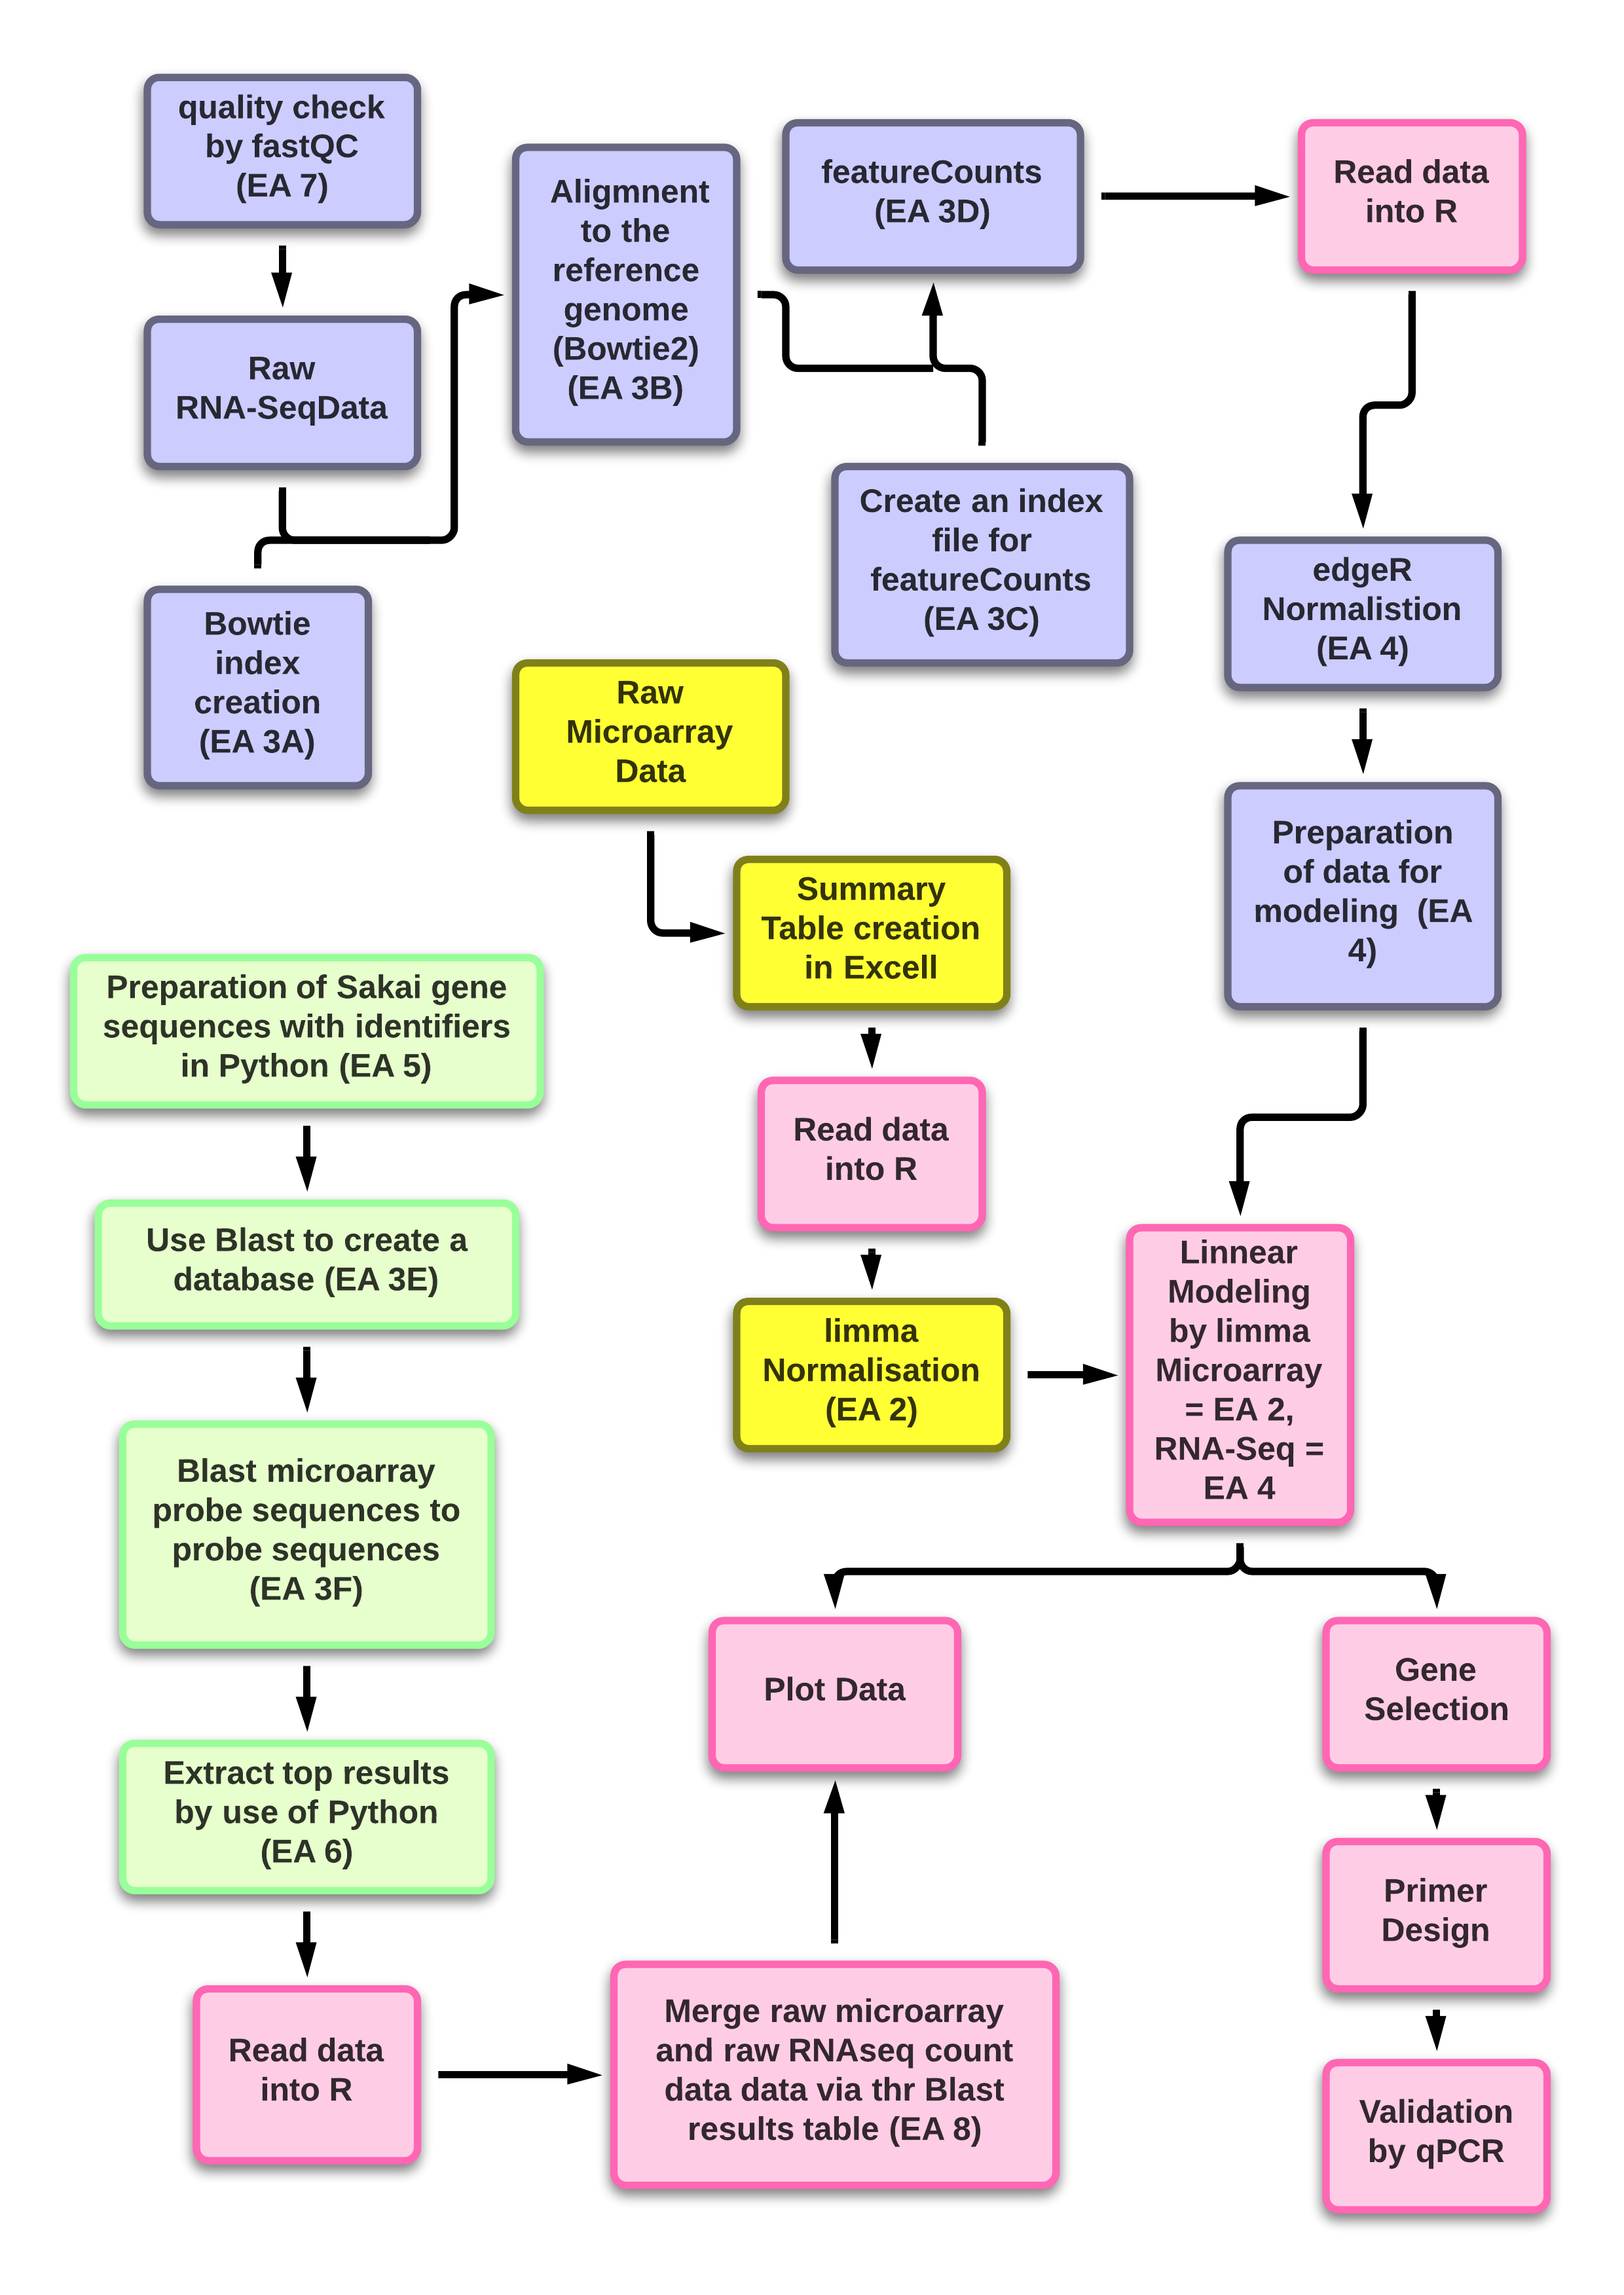 quality check
by fastQC
(EA 7)
Raw
RNA-SeqData
Bowtie
index
creation
(EA 3A)
Aligmnent
to the
reference
genome
(Bowtie2)
(EA 3B)
featureCounts
(EA 3D)
Create an index
file for
featureCounts
(EA 3C)
Read data
into R
edgeR
Normalistion
(EA 4)
Preparation
of data for
modeling  (EA
4)
Raw
Microarray
Data
Summary
Table creation
in Excell
Read data
into R
limma
Normalisation
(EA 2)
Linnear
Modeling
by limma
Microarray
= EA 2,
RNA-Seq =
EA 4
Preparation of Sakai gene
sequences with identifiers
in Python (EA 5)
Use Blast to create a
database (EA 3E)
Blast microarray
probe sequences to
probe sequences
(EA 3F)
Extract top results
by use of Python
(EA 6)
Read data
into R
Merge raw microarray
and raw RNAseq count
data data via thr Blast
results table (EA 8)
Plot Data
Gene
Selection
Primer
Design
Validation
by qPCR